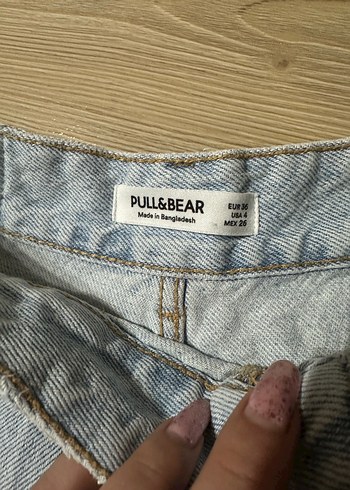 PULL&BEAR
Made in Bangladesh
EUR 36
USA 4
MEX 26